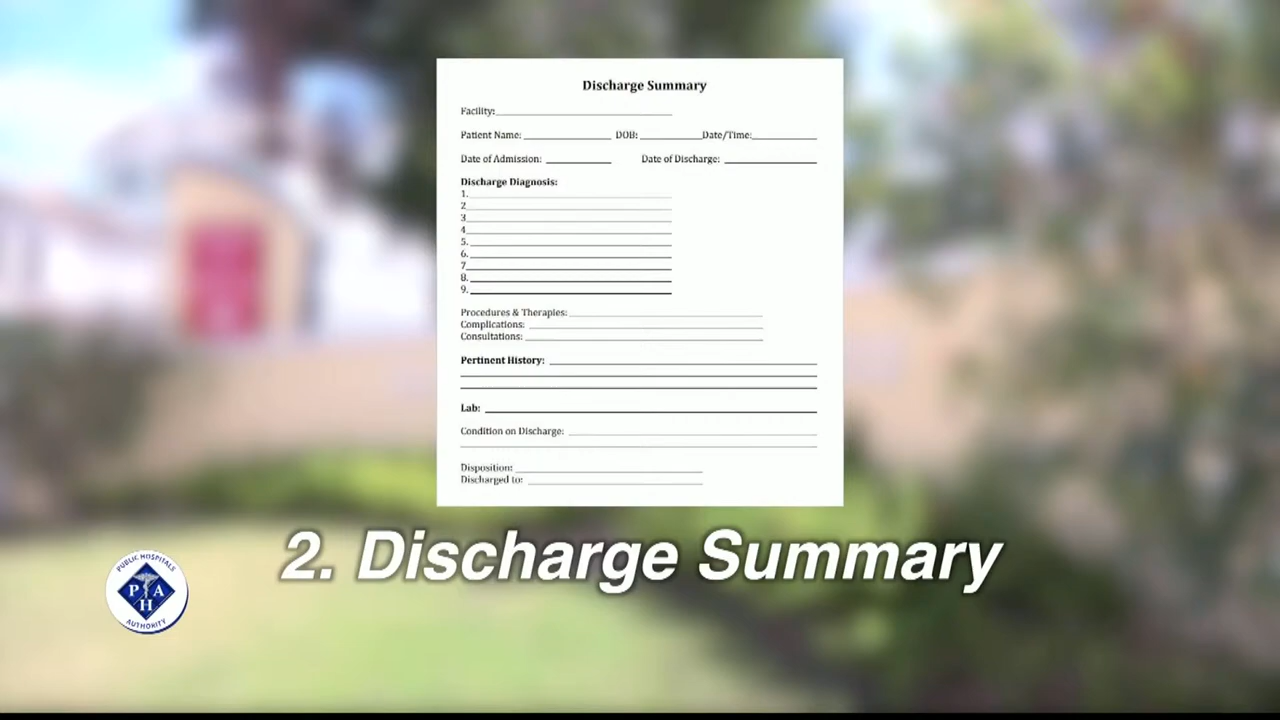 Discharge Summary
Facility:
Patient Name: DOB: Date/Time:
Date of Admission: Date of Discharge:
Discharge Diagnosis:
1.
2
3
4
5.
6.
7
8.
9.
Procedures & Therapies:
Complications:
Consultations:
Pertinent History:
Lab:
Condition on Discharge:
Disposition:
Discharged to:
2. Discharge Summary
PUBLIC HOSPITALS
P A
H
AUTHORITY